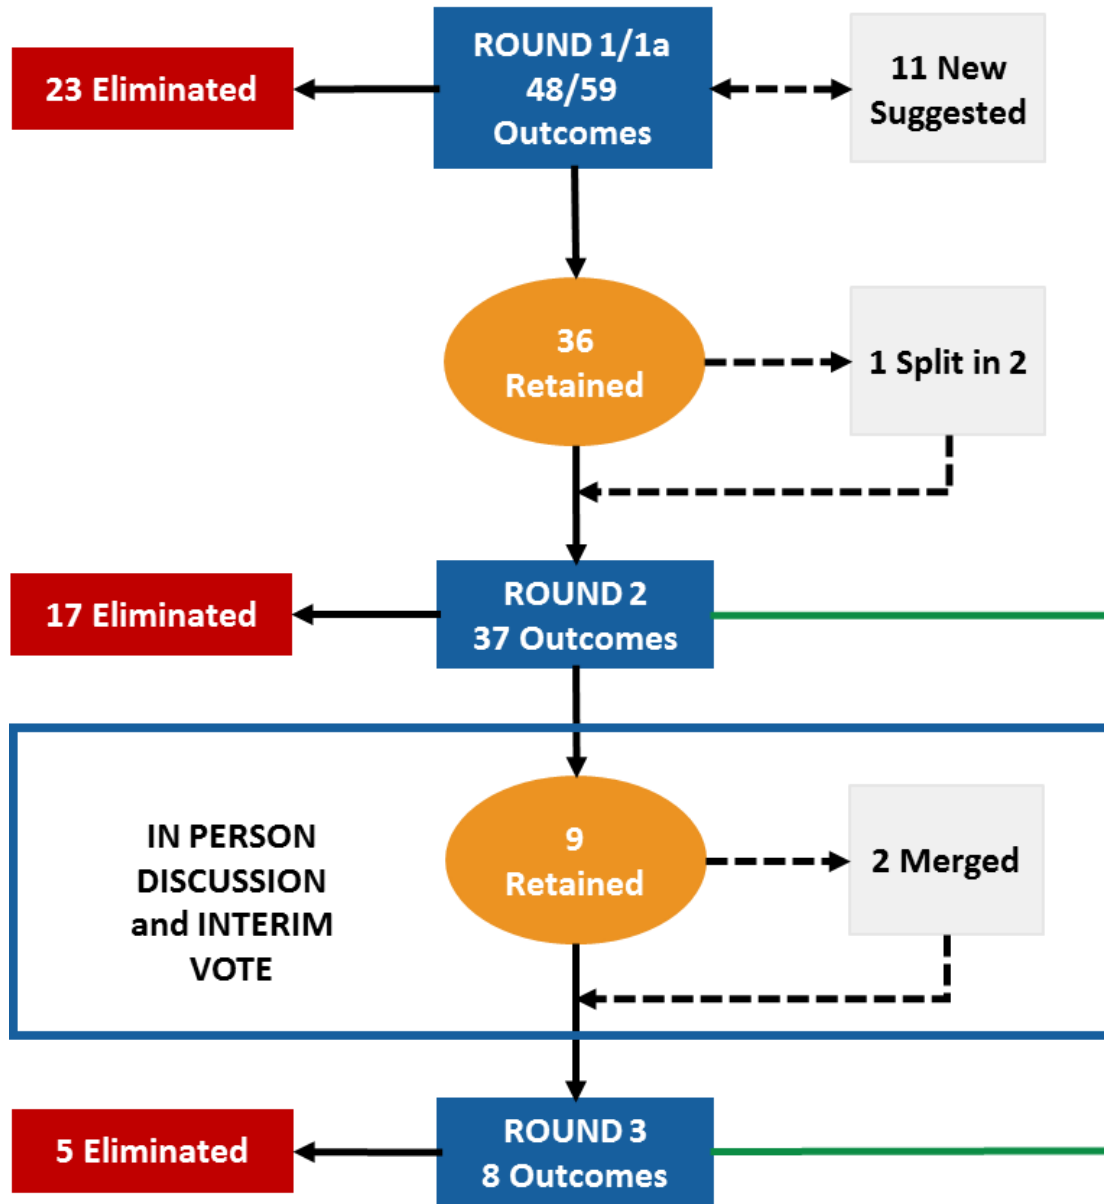 ROUND 1/1a
48/59
Outcomes
23 Eliminated
11 New
Suggested
36
Retained
1 Split in 2
17 Eliminated
ROUND 2
37 Outcomes
IN PERSON
DISCUSSION
and INTERIM
VOTE
9
Retained
2 Merged
5 Eliminated
ROUND 3
8 Outcomes